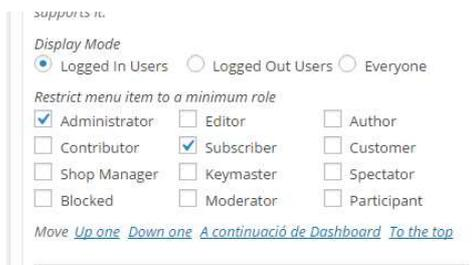 supports it.
Display Mode
Logged In Users Logged Out Users Everyone
Restrict menu item to a minimum role
Administrator Editor Author
Contributor Subscriber Customer
Shop Manager Keymaster Spectator
Blocked Moderator Participant
Move Up one Down one A continuació de Dashboard To the top